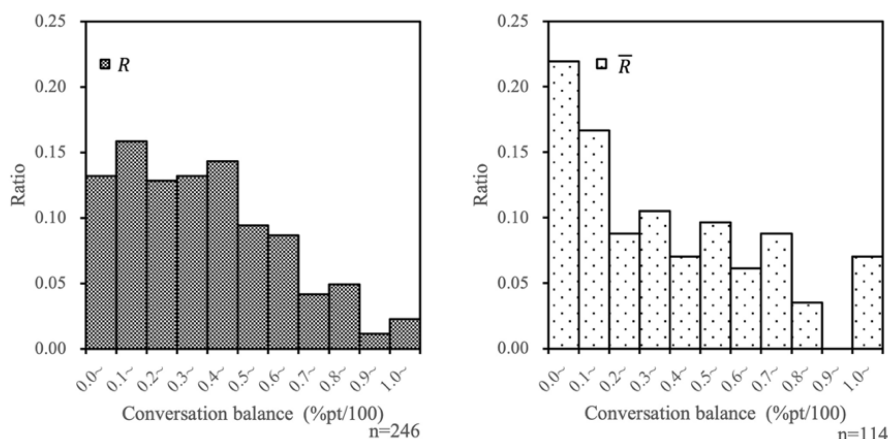 0.25
0.20
0.15
0.10
0.05
0.00
Ratio
R
0.0~ 0.1~ 0.2~ 0.3~ 0.4~ 0.5~ 0.6~ 0.7~ 0.8~ 0.9~ 1.0~
Conversation balance (%pt/100)
n=246
0.25
0.20
0.15
0.10
0.05
0.00
Ratio
R̅
0.0~ 0.1~ 0.2~ 0.3~ 0.4~ 0.5~ 0.6~ 0.7~ 0.8~ 0.9~ 1.0~
Conversation balance (%pt/100)
n=114